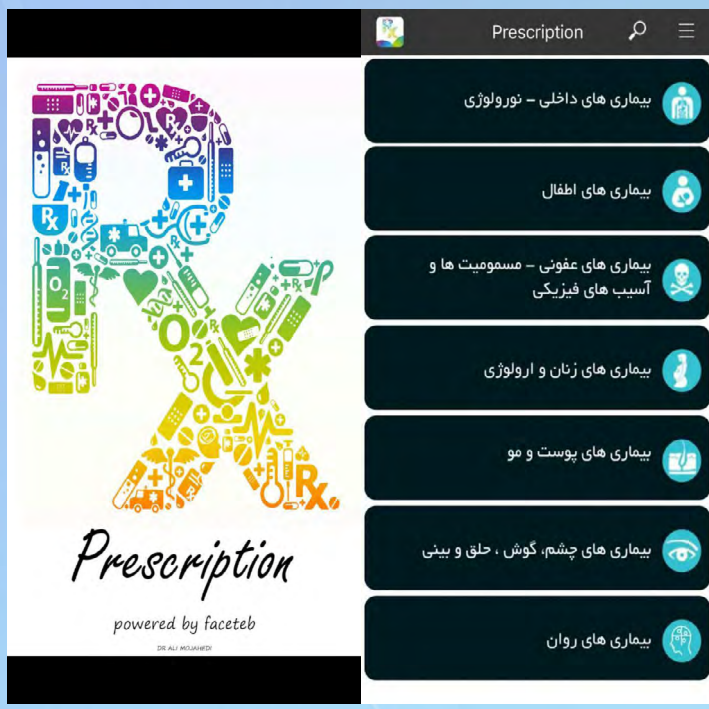 Prescription
powered by faceteb
DR ALI MOJAHEDI
Prescription
بیماری های داخلی - نورولوژی
بیماری های اطفال
بیماری های عفونی - مسمومیت ها و
آسیب های فیزیکی
بیماری های زنان و ارولوژی
بیماری های پوست و مو
بیماری های چشم، گوش ، حلق و بینی
بیماری های روان